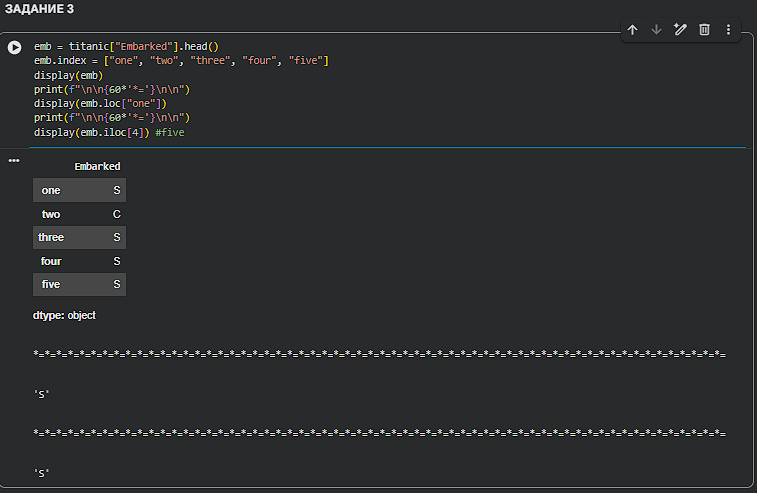 ЗАДАНИЕ 3
emb = titanic["Embarked"].head()
emb.index = ["one", "two", "three", "four", "five"]
display(emb)
print(f"\n\n{60*'*='}\n\n")
display(emb.loc["one"])
print(f"\n\n{60*'*='}\n\n")
display(emb.iloc[4]) #five
Embarked
one S
two C
three S
four S
five S
dtype: object
*=*=*=*=*=*=*=*=*=*=*=*=*=*=*=*=*=*=*=*=*=*=*=*=*=*=*=*=*=*=*=*=*=*=*=*=*=*=*=*=*=*=*=*=*=*=*=*=*=*=*=*=*=*=*=*=*=*=*=*=
'S'
*=*=*=*=*=*=*=*=*=*=*=*=*=*=*=*=*=*=*=*=*=*=*=*=*=*=*=*=*=*=*=*=*=*=*=*=*=*=*=*=*=*=*=*=*=*=*=*=*=*=*=*=*=*=*=*=*=*=*=*=
'S'